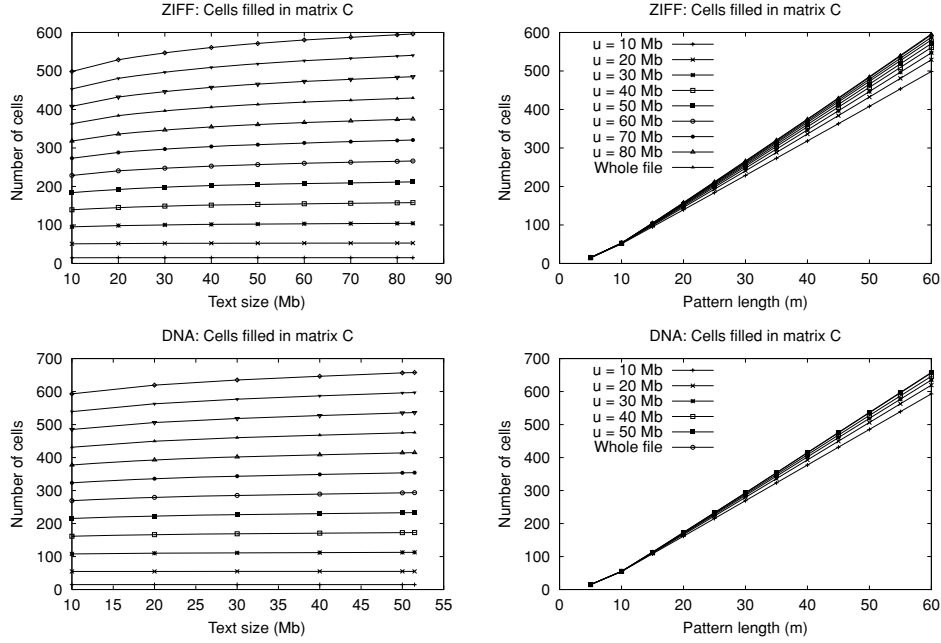 ZIFF: Cells filled in matrix C
Number of cells
600
500
400
300
200
100
0
10 20 30 40 50 60 70 80 90
Text size (Mb)
ZIFF: Cells filled in matrix C
Number of cells
600
500
400
300
200
100
0
u = 10 Mb
u = 20 Mb
u = 30 Mb
u = 40 Mb
u = 50 Mb
u = 60 Mb
u = 70 Mb
u = 80 Mb
Whole file
0 10 20 30 40 50 60
Pattern length (m)
DNA: Cells filled in matrix C
Number of cells
700
600
500
400
300
200
100
0
10 15 20 25 30 35 40 45 50 55
Text size (Mb)
DNA: Cells filled in matrix C
Number of cells
700
600
500
400
300
200
100
0
u = 10 Mb
u = 20 Mb
u = 30 Mb
u = 40 Mb
u = 50 Mb
Whole file
0 10 20 30 40 50 60
Pattern length (m)